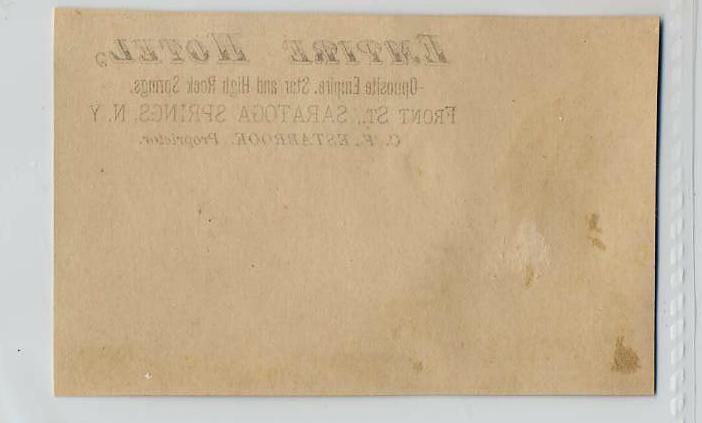 EMPIRE HOTEL,
Opposite Empire, Star and High Rock Springs,
FRONT ST., SARATOGA SPRINGS, N. Y
C. F. ESTABROOK, Proprietor.